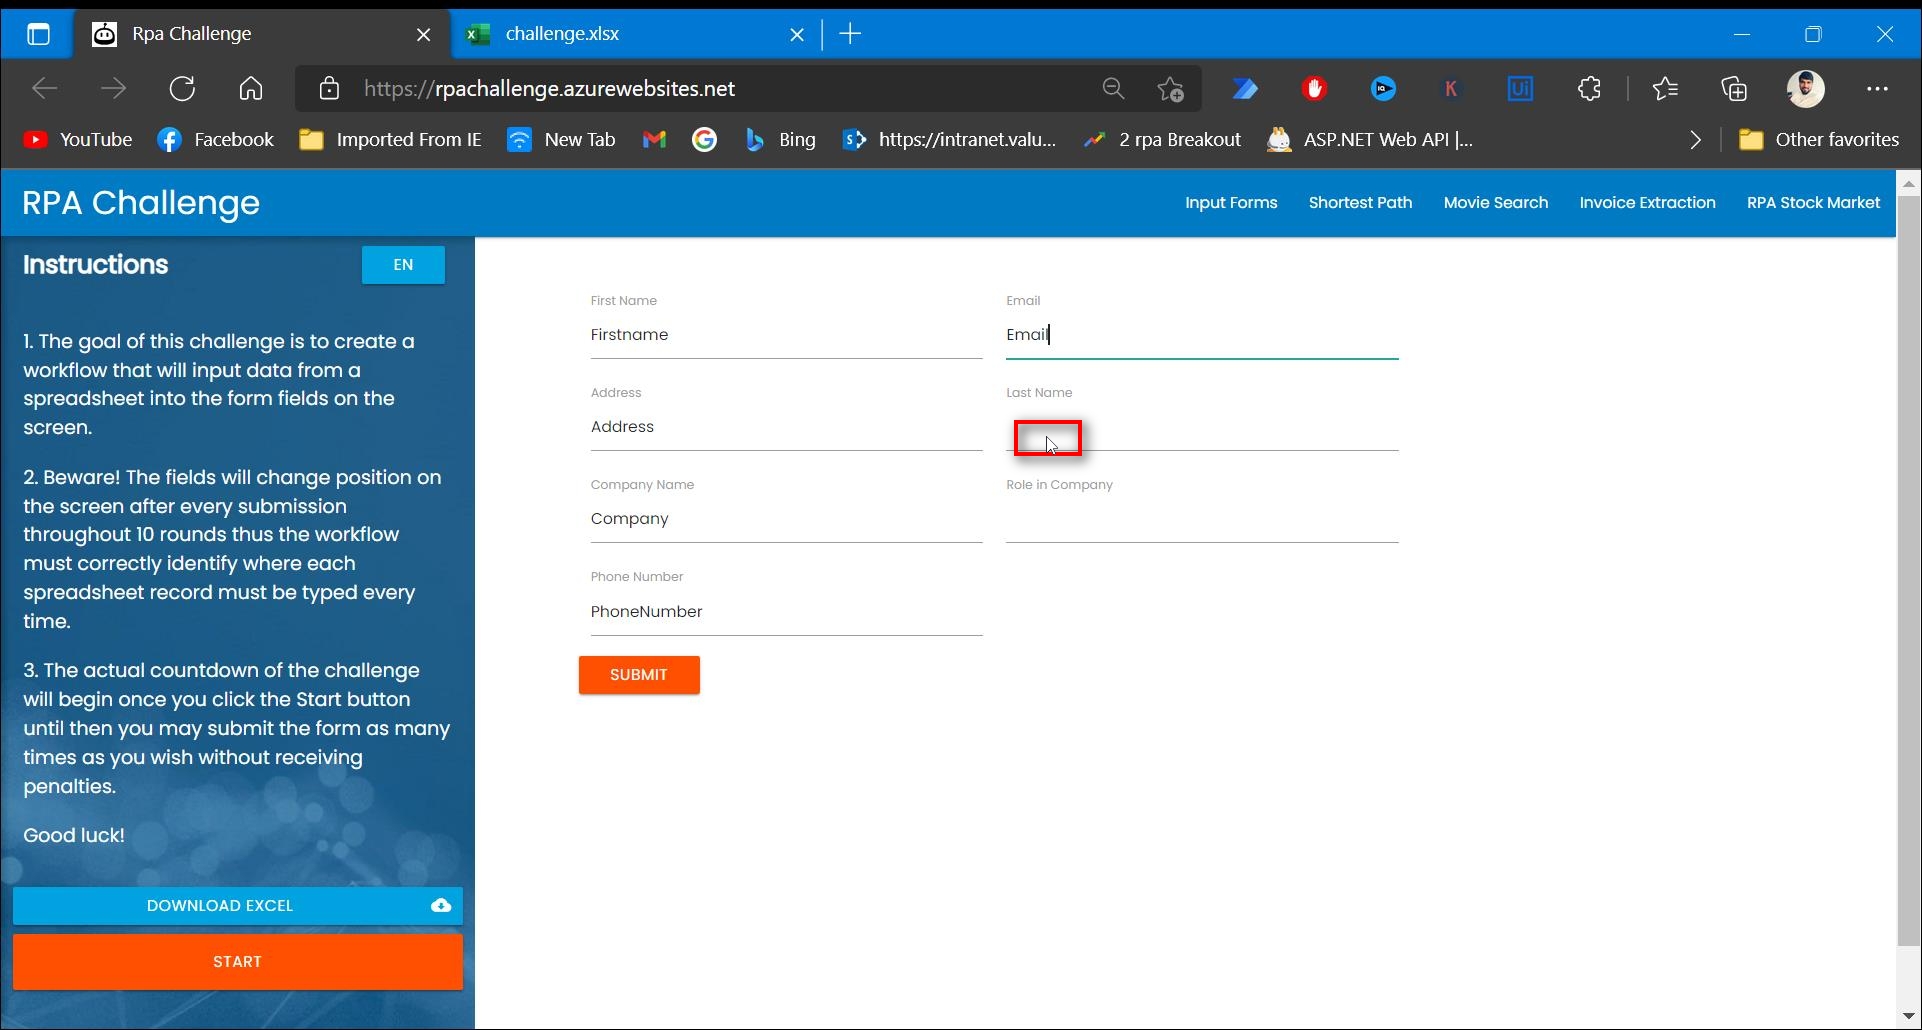 Rpa Challenge
challenge.xlsx
https://rpachallenge.azurewebsites.net
K
Ui
YouTube
Facebook
Imported From IE
New Tab
Bing
https://intranet.valu...
2 rpa Breakout
ASP.NET Web API |...
Other favorites
RPA Challenge
Input Forms
Shortest Path
Movie Search
Invoice Extraction
RPA Stock Market
Instructions
EN
1. The goal of this challenge is to create a
workflow that will input data from a
spreadsheet into the form fields on the
screen.
2. Beware! The fields will change position on
the screen after every submission
throughout 10 rounds thus the workflow
must correctly identify where each
spreadsheet record must be typed every
time.
3. The actual countdown of the challenge
will begin once you click the Start button
until then you may submit the form as many
times as you wish without receiving
penalties.
Good luck!
DOWNLOAD EXCEL
START
First Name
Firstname
Email
Email
Address
Address
Last Name
Company Name
Company
Role in Company
Phone Number
PhoneNumber
SUBMIT